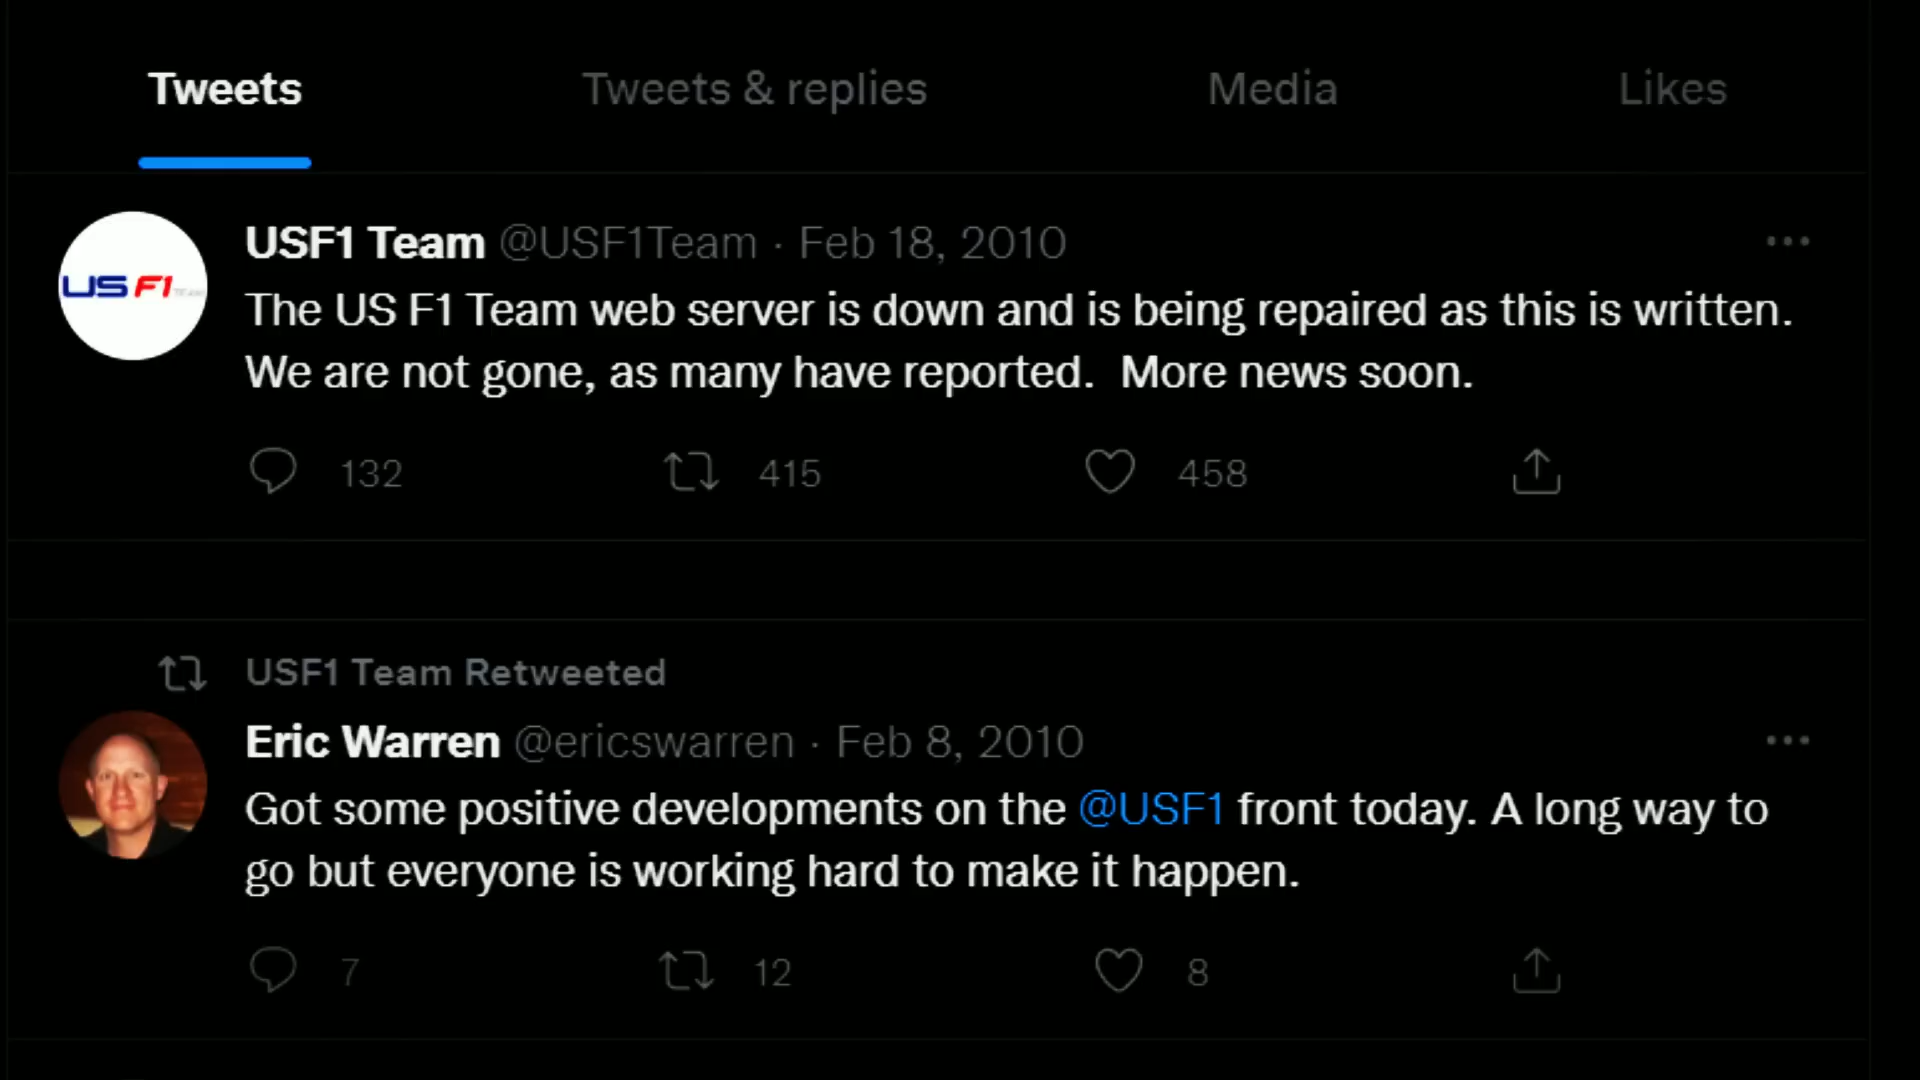 Tweets
Tweets & replies
Media
Likes
US F1 TEAM
USF1 Team @USF1Team · Feb 18, 2010
The US F1 Team web server is down and is being repaired as this is written.
We are not gone, as many have reported.  More news soon.
132
415
458
USF1 Team Retweeted
Eric Warren @ericswarren · Feb 8, 2010
Got some positive developments on the @USF1 front today. A long way to
go but everyone is working hard to make it happen.
7
12
8